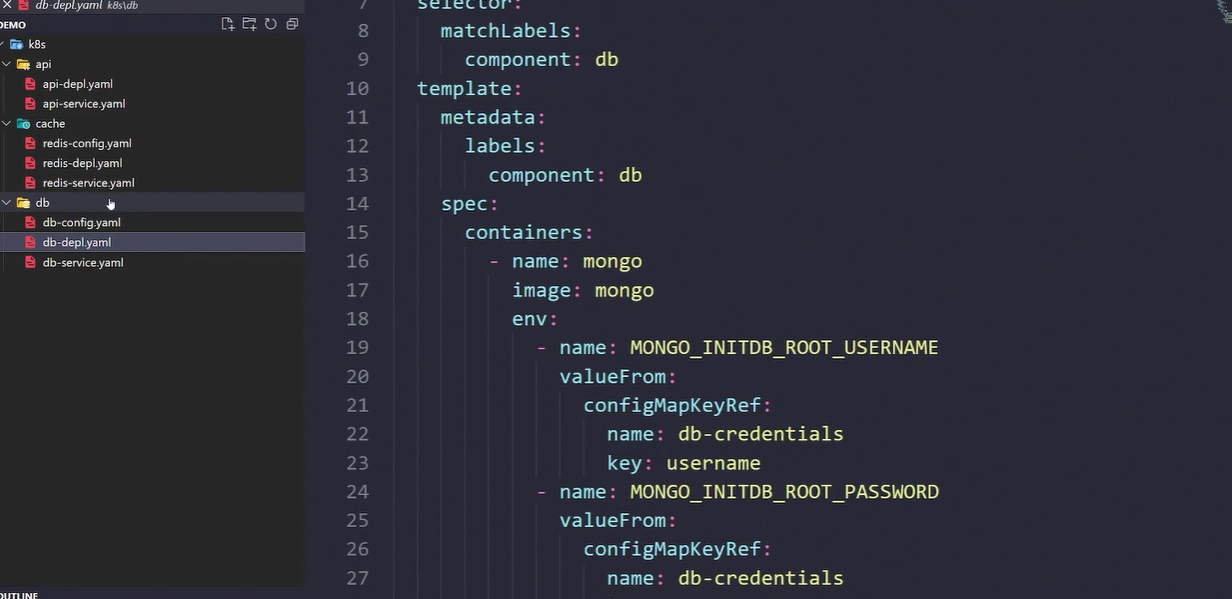 db-depl.yaml k8s\db
DEMO
k8s
api
api-depl.yaml
api-service.yaml
cache
redis-config.yaml
redis-depl.yaml
redis-service.yaml
db
db-config.yaml
db-depl.yaml
db-service.yaml
OUTLINE
7 selector:
8 matchLabels:
9 component: db
10 template:
11 metadata:
12 labels:
13 component: db
14 spec:
15 containers:
16 - name: mongo
17 image: mongo
18 env:
19 - name: MONGO_INITDB_ROOT_USERNAME
20 valueFrom:
21 configMapKeyRef:
22 name: db-credentials
23 key: username
24 - name: MONGO_INITDB_ROOT_PASSWORD
25 valueFrom:
26 configMapKeyRef:
27 name: db-credentials